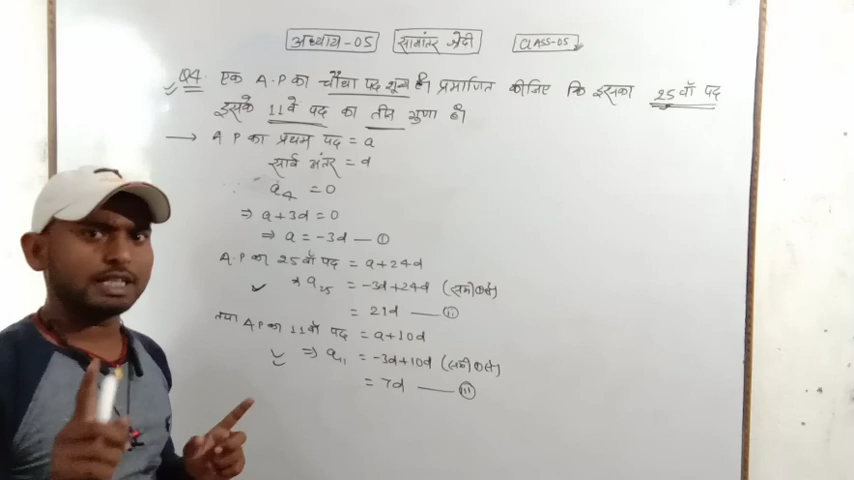 अध्याय-05 समांतर श्रेढ़ी CLASS-05
Q4. एक A.P का चौथा पद शून्य है। प्रमाणित कीजिए कि इसका 25वाँ पद
इसके 11वें पद का तीन गुणा है।
→ A P का प्रथम पद = a
सार्व अंतर = d
a₄ = 0
⇒ a+3d = 0
⇒ a = -3d — ①
A.P का 25वाँ पद = a+24d
a₂₅ = -3d+24d (समी①से)
= 21d — ⑪
तथा A P का 11वाँ पद = a+10d
⇒ a₁₁ = -3d+10d (समी①से)
= 7d — (iii)